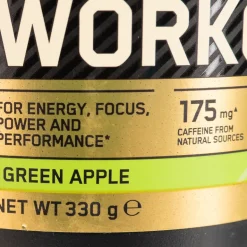 WORK
FOR ENERGY, FOCUS,
POWER AND
PERFORMANCE*
175 mg▲
CAFFEINE FROM
NATURAL SOURCES
GREEN APPLE
NET WT 330 g ℮